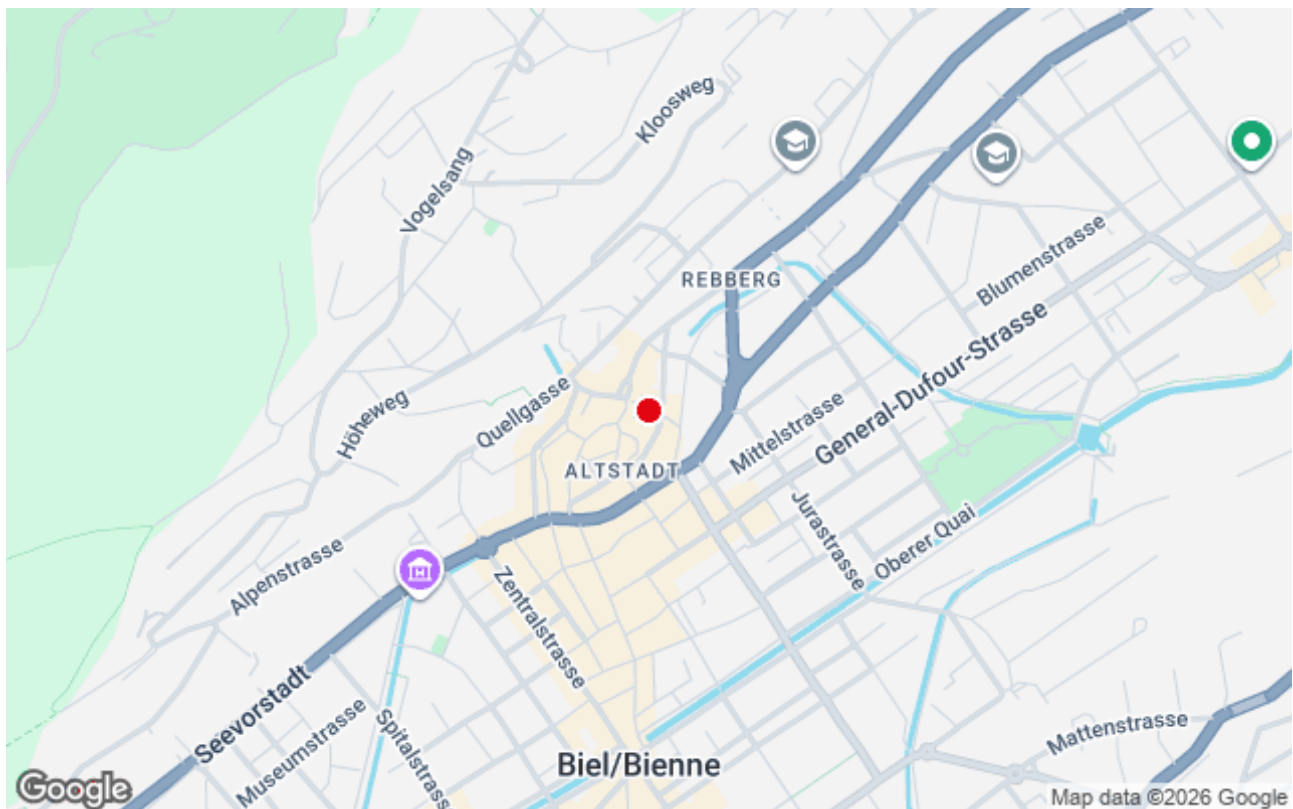 Kloosweg
Vogelsang
REBBERG
Blumenstrasse
General-Dufour-Strasse
Höheweg
Quellgasse
Mittelstrasse
ALTSTADT
Jurastrasse
Oberer Quai
Alpenstrasse
Zentralstrasse
Seevorstadt
Museumstrasse
Spitalstrasse
Mattenstrasse
Biel/Bienne
Google
Map data ©2026 Google